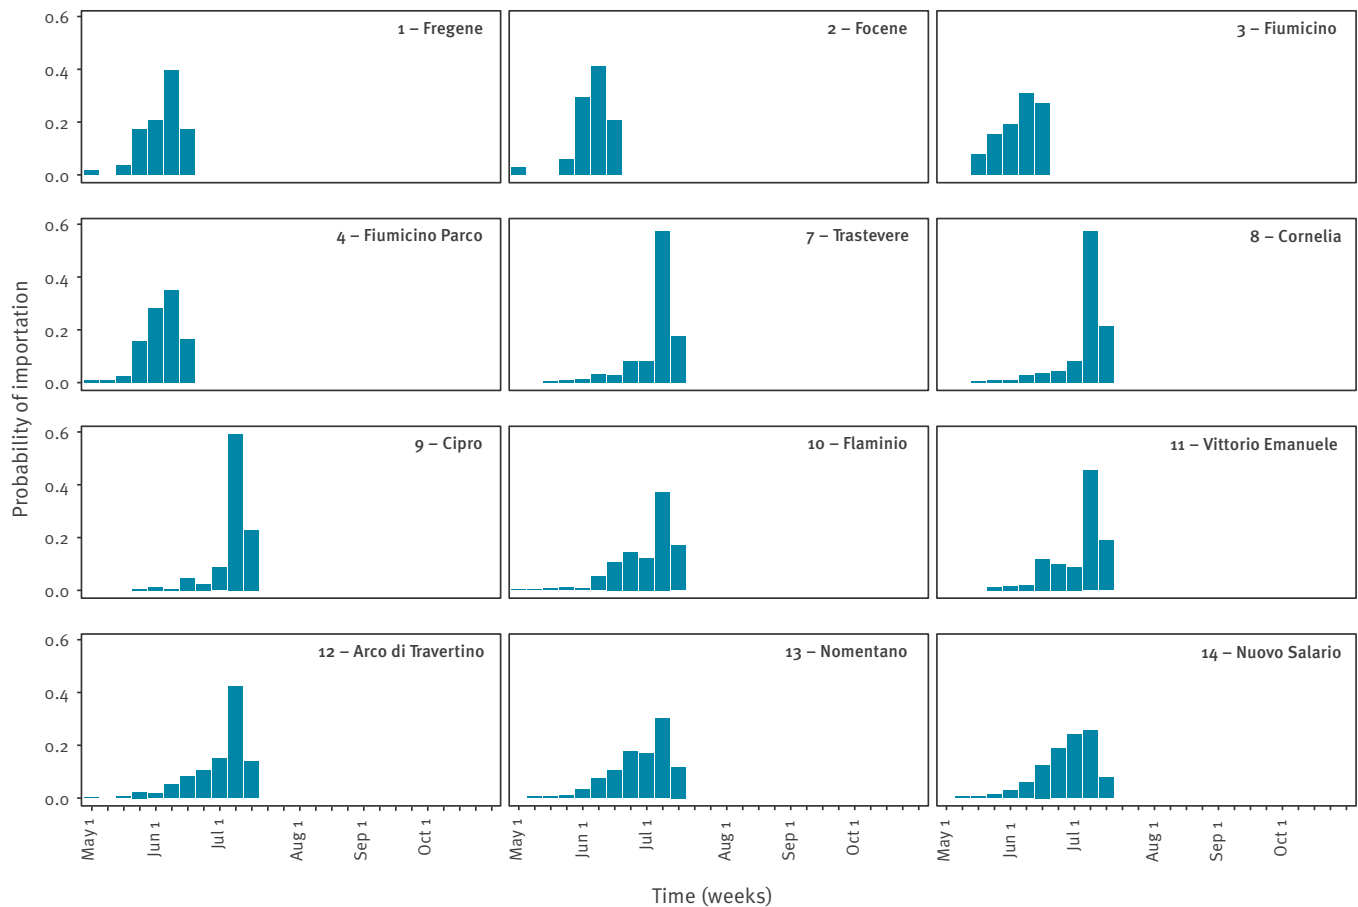 1 – Fregene
2 – Focene
3 – Fiumicino
0.6
0.4
0.2
0.0
4 – Fiumicino Parco
7 – Trastevere
8 – Cornelia
0.6
0.4
0.2
0.0
9 – Cipro
10 – Flaminio
11 – Vittorio Emanuele
0.6
0.4
0.2
0.0
12 – Arco di Travertino
13 – Nomentano
14 – Nuovo Salario
0.6
0.4
0.2
0.0
Probability of importation
May 1
Jun 1
Jul 1
Aug 1
Sep 1
Oct 1
May 1
Jun 1
Jul 1
Aug 1
Sep 1
Oct 1
May 1
Jun 1
Jul 1
Aug 1
Sep 1
Oct 1
Time (weeks)